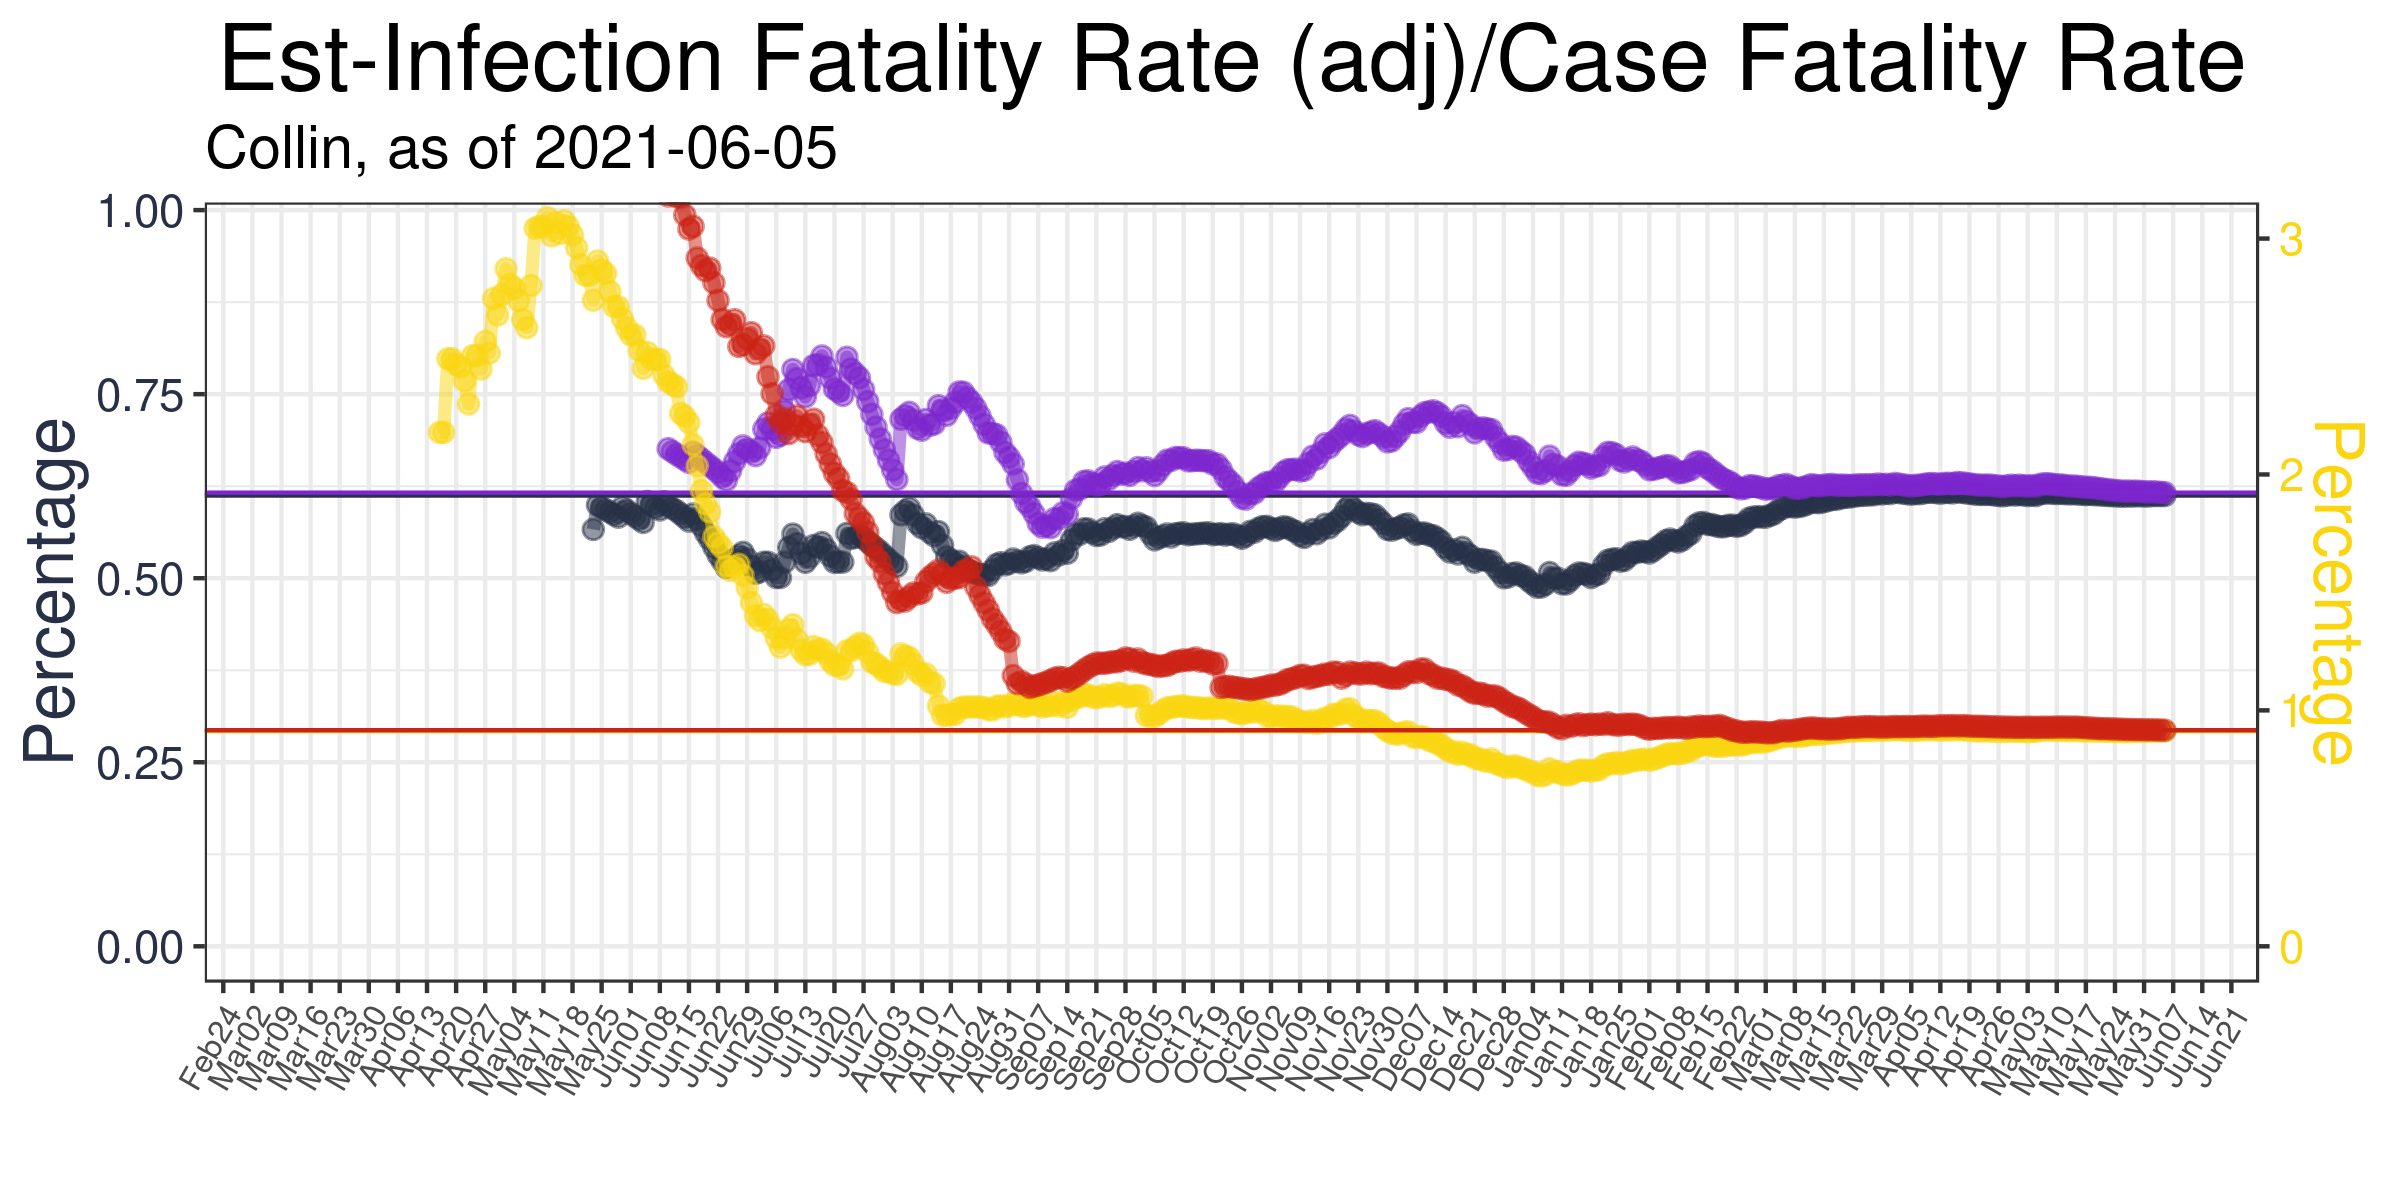 Est-Infection Fatality Rate (adj)/Case Fatality Rate
Collin, as of 2021-06-05
Percentage
1.00
0.75
0.50
0.25
0.00
3
2
1
0
Percentage
Feb24
Mar02
Mar09
Mar16
Mar23
Mar30
Apr06
Apr13
Apr20
Apr27
May04
May11
May18
May25
Jun01
Jun08
Jun15
Jun22
Jun29
Jul06
Jul13
Jul20
Jul27
Aug03
Aug10
Aug17
Aug24
Aug31
Sep07
Sep14
Sep21
Sep28
Oct05
Oct12
Oct19
Oct26
Nov02
Nov09
Nov16
Nov23
Nov30
Dec07
Dec14
Dec21
Dec28
Jan04
Jan11
Jan18
Jan25
Feb01
Feb08
Feb15
Feb22
Mar01
Mar08
Mar15
Mar22
Mar29
Apr05
Apr12
Apr19
Apr26
May03
May10
May17
May24
May31
Jun07
Jun14
Jun21